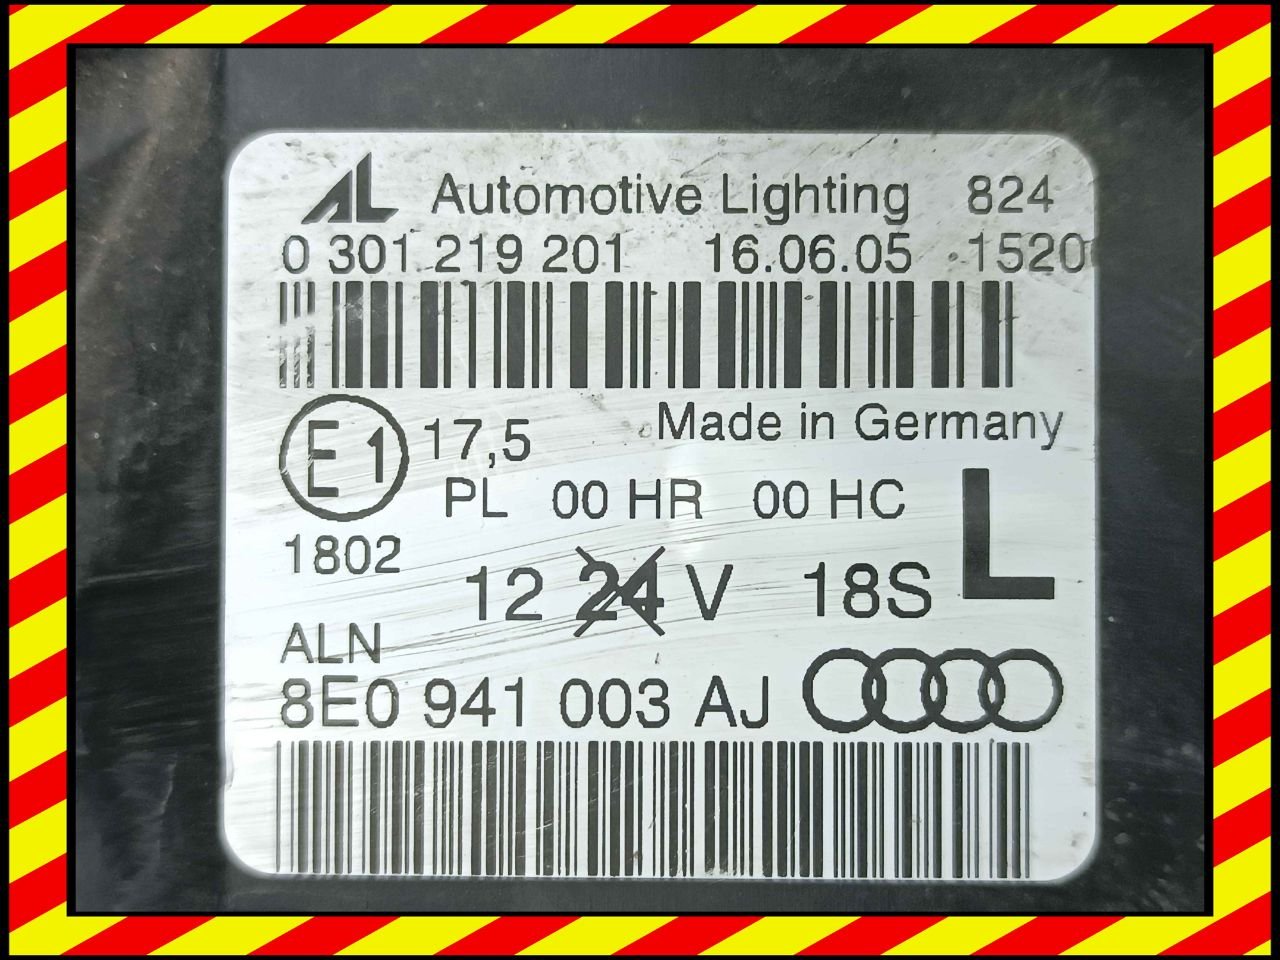 AL Automotive Lighting 824
0 301 219 201 16.06.05 1520
E1 17,5 Made in Germany
PL 00 HR 00 HC
1802
12 24 V 18S L
ALN
8E0 941 003 AJ